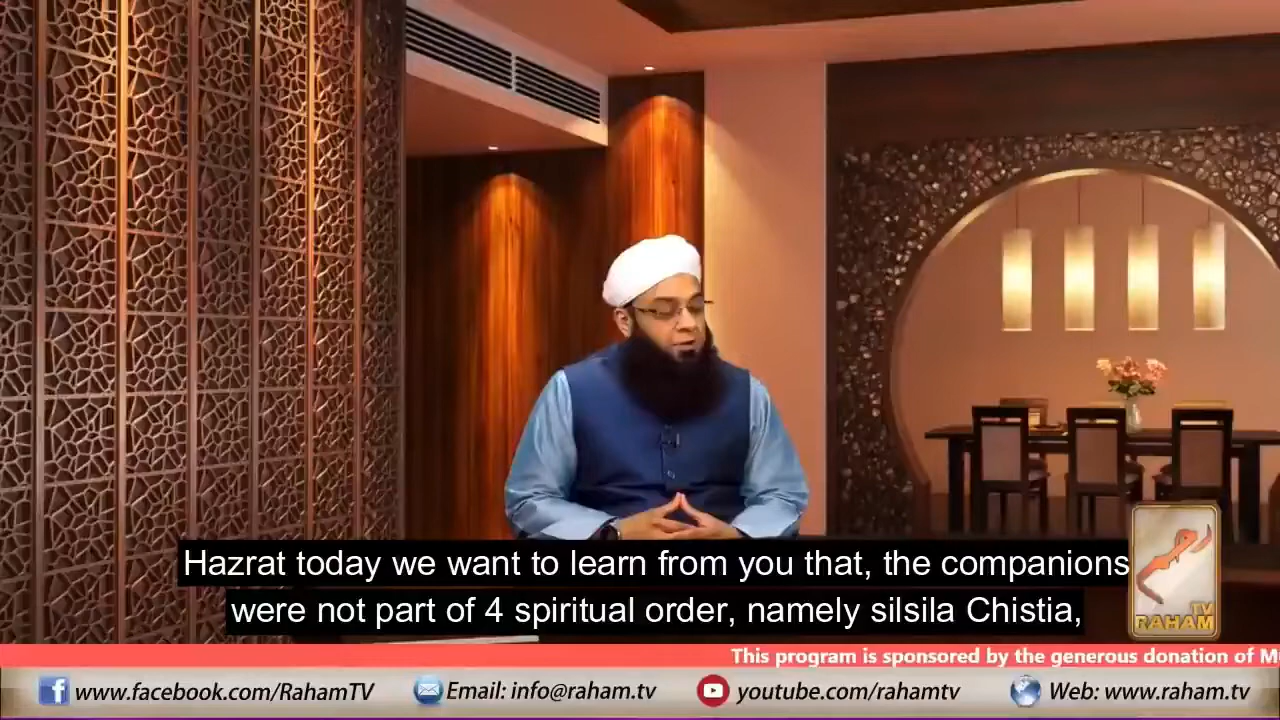 Hazrat today we want to learn from you that, the companions
were not part of 4 spiritual order, namely silsila Chistia,
TV
RAHAM
This program is sponsored by the generous donation of M
www.facebook.com/RahamTV Email: info@raham.tv youtube.com/rahamtv Web: www.raham.tv